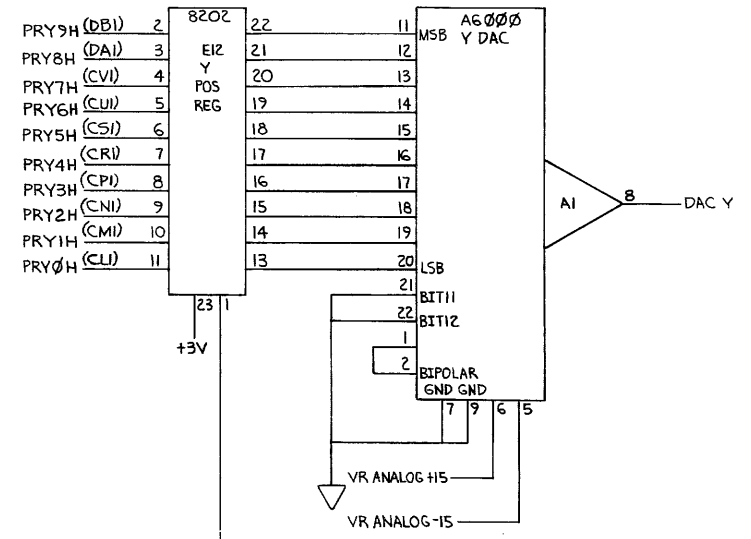 8202
E12
Y
POS
REG
A6ØØØ
Y DAC
PRY9H (DB1) 2 22 11 MSB
PRY8H (DA1) 3 21 12
PRY7H (CV1) 4 20 13
PRY6H (CU1) 5 19 14
PRY5H (CS1) 6 18 15
PRY4H (CR1) 7 17 16
PRY3H (CP1) 8 16 17
PRY2H (CN1) 9 15 18
PRY1H (CM1) 10 14 19
PRYØH (CL1) 11 13 20 LSB
A1 8 DAC Y
21 BIT11
22 BIT12
1
2 BIPOLAR
GND GND
23 1
+3V
7 9 6 5
VR ANALOG +15
VR ANALOG -15